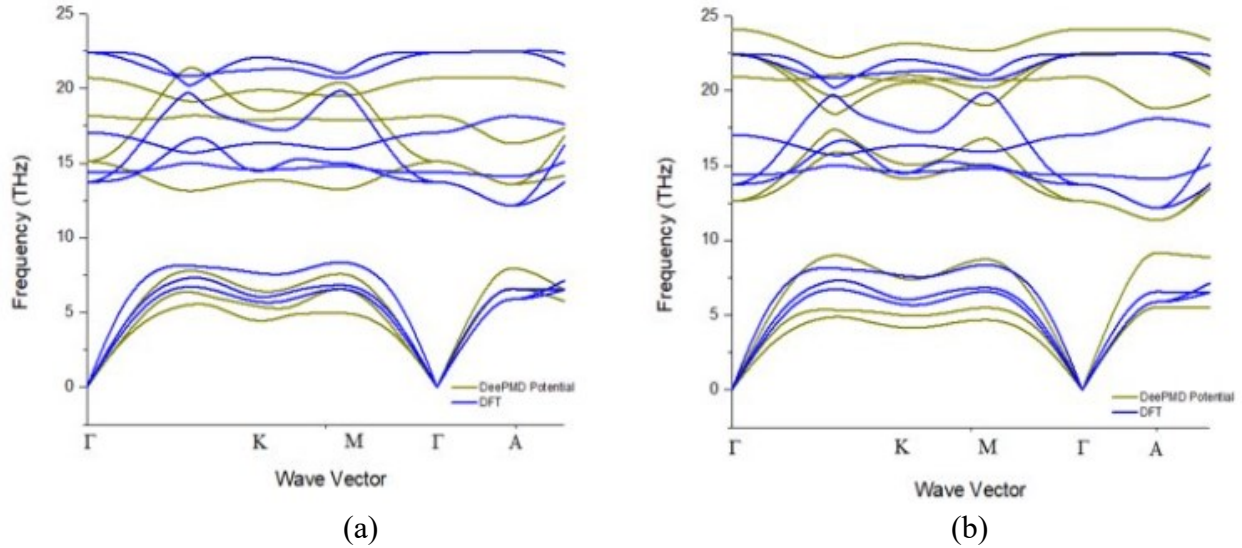 25
20
15
10
5
0
Frequency (THz)
DeePMD Potential
DFT
Γ K M Γ A
Wave Vector
(a)
25
20
15
10
5
0
Frequency (THz)
DeePMD Potential
DFT
Γ K M Γ A
Wave Vector
(b)